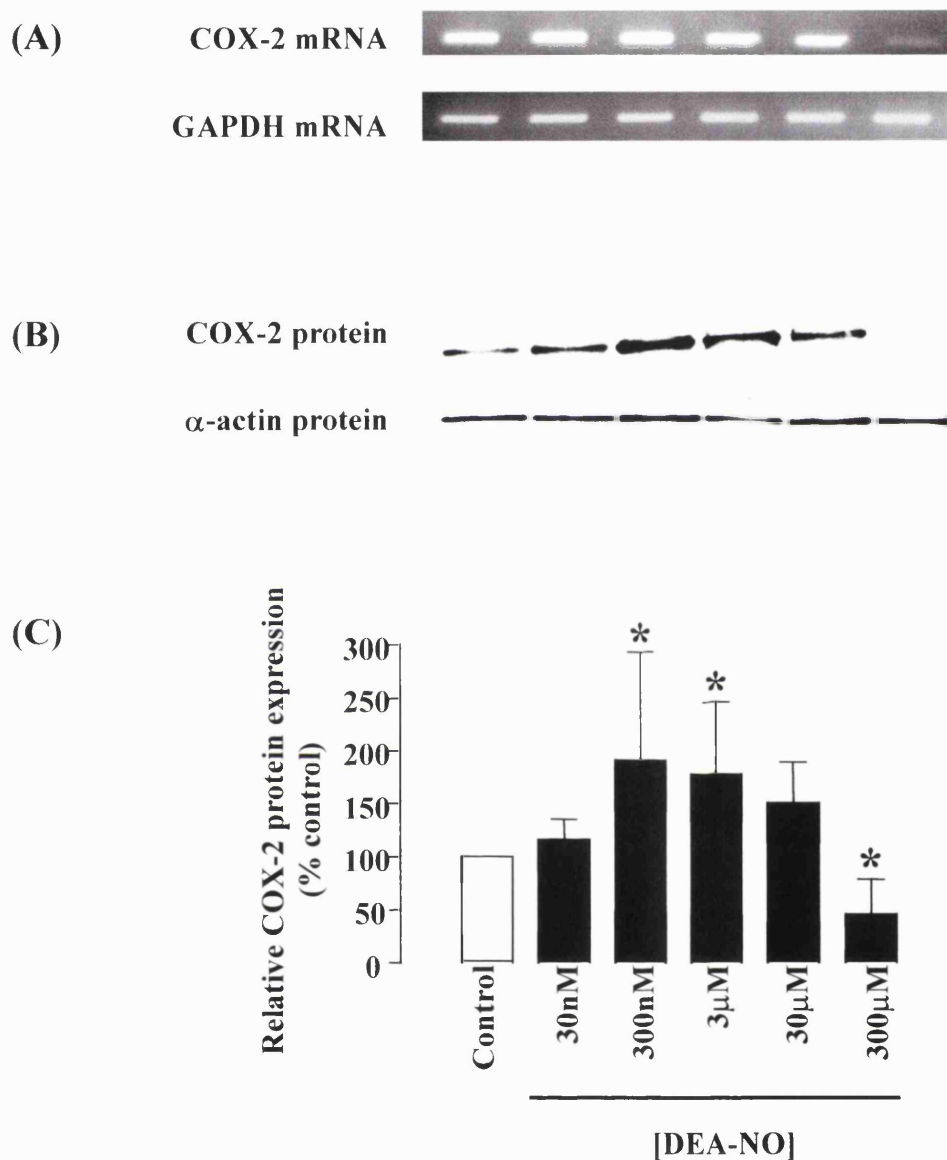 (A)
COX-2 mRNA
GAPDH mRNA
(B)
COX-2 protein
α-actin protein
(C)
Relative COX-2 protein expression
(% control)
300
250
200
150
100
50
0
*
*
*
Control
30nM
300nM
3µM
30µM
300µM
[DEA-NO]